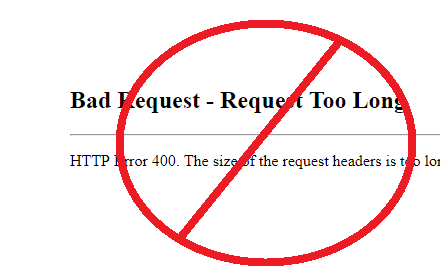 Bad Request - Request Too Long
HTTP Error 400. The size of the request headers is too lon